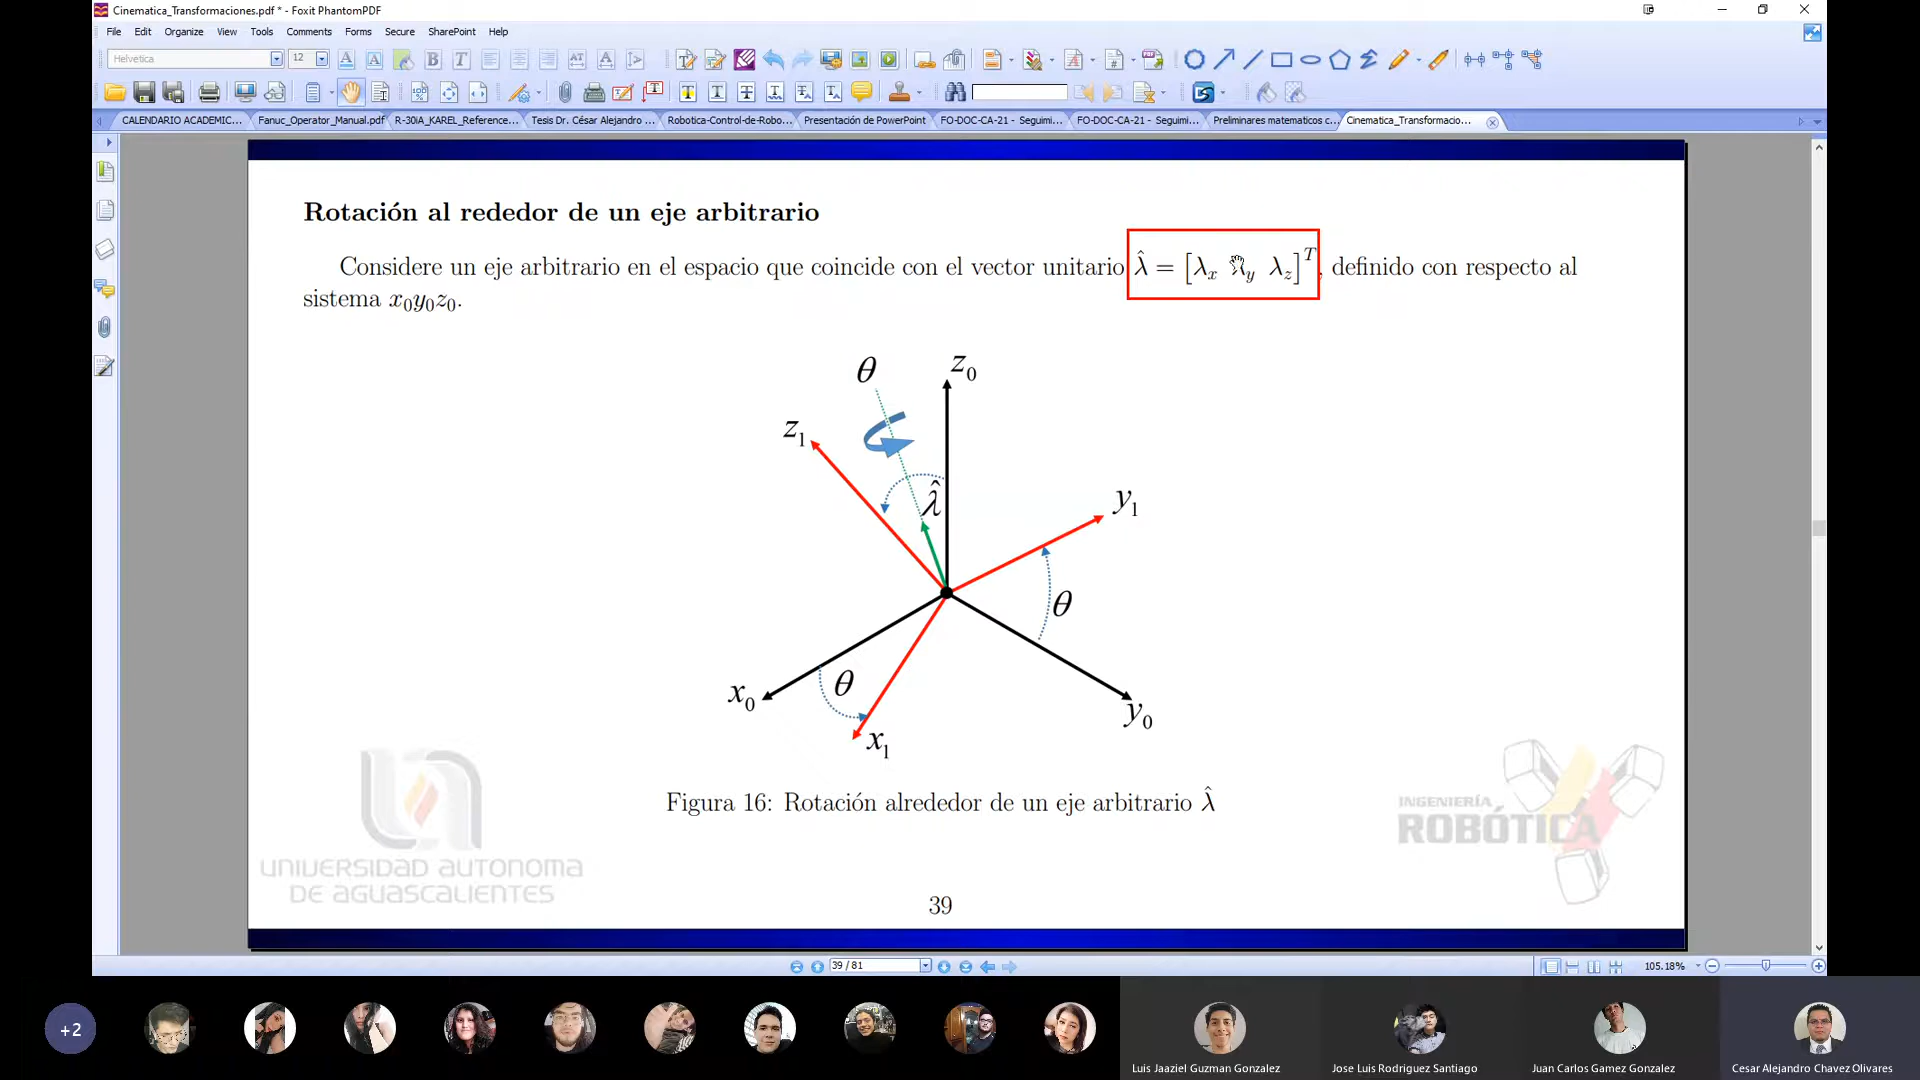 Cinematica_Transformaciones.pdf * - Foxit PhantomPDF
File Edit Organize View Tools Comments Forms Secure SharePoint Help
Helvetica 12
CALENDARIO ACADEMIC... Fanuc_Operator_Manual.pdf R-30iA_KAREL_Reference... Tesis Dr. César Alejandro ... Robotica-Control-de-Robo... Presentación de PowerPoint FO-DOC-CA-21 - Seguimi... FO-DOC-CA-21 - Seguimi... Preliminares matematicos c... Cinematica_Transformacio...
Rotación al rededor de un eje arbitrario
Considere un eje arbitrario en el espacio que coincide con el vector unitario λ̂ = [λx λy λz]^T, definido con respecto al
sistema x₀y₀z₀.
θ
z₀
z₁
λ̂
y₁
θ
θ
x₀
y₀
x₁
Figura 16: Rotación alrededor de un eje arbitrario λ̂
UNIVERSIDAD AUTONOMA
DE AGUASCALIENTES
INGENIERÍA
ROBÓTICA
39
39 / 81
105.18%
+2
Luis Jaaziel Guzman Gonzalez
Jose Luis Rodriguez Santiago
Juan Carlos Gamez Gonzalez
Cesar Alejandro Chavez Olivares